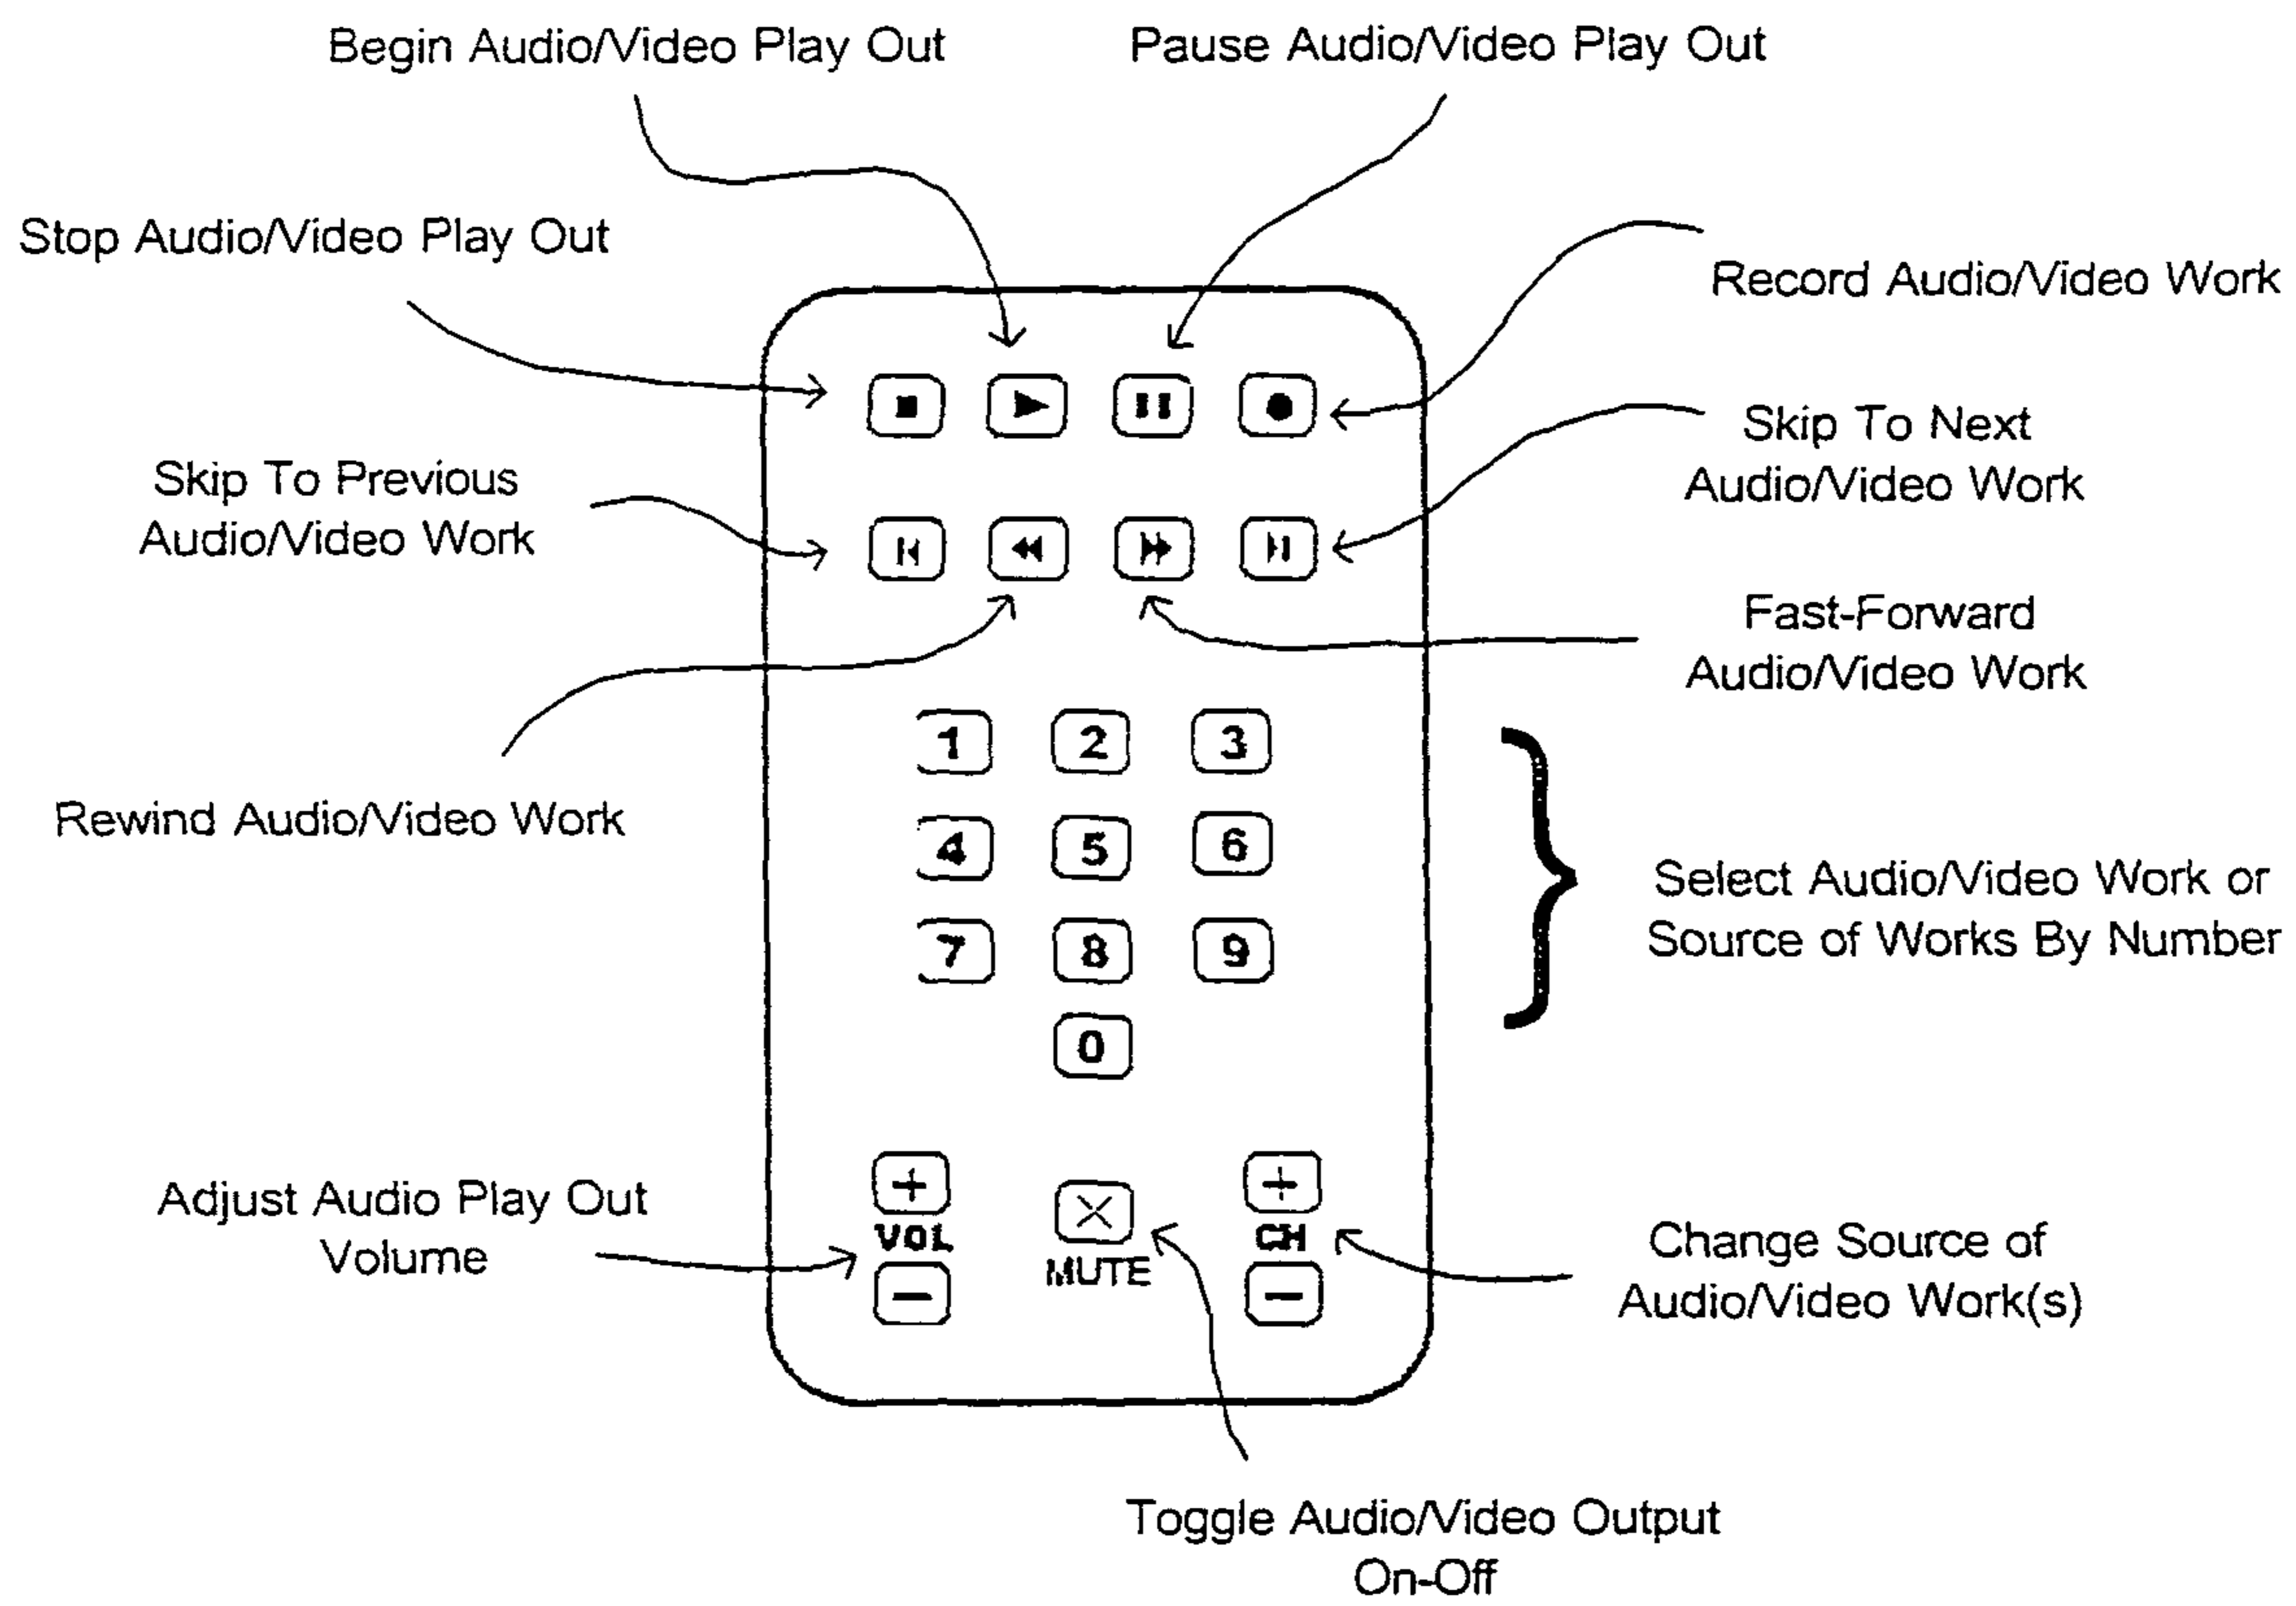 Begin Audio/Video Play Out
Pause Audio/Video Play Out
Stop Audio/Video Play Out
Record Audio/Video Work
Skip To Next
Audio/Video Work
Skip To Previous
Audio/Video Work
Fast-Forward
Audio/Video Work
1 2 3
Rewind Audio/Video Work
4 5 6
Select Audio/Video Work or
Source of Works By Number
7 8 9
0
Adjust Audio Play Out
Volume
+
VOL
−
×
MUTE
+
CH
−
Change Source of
Audio/Video Work(s)
Toggle Audio/Video Output
On-Off